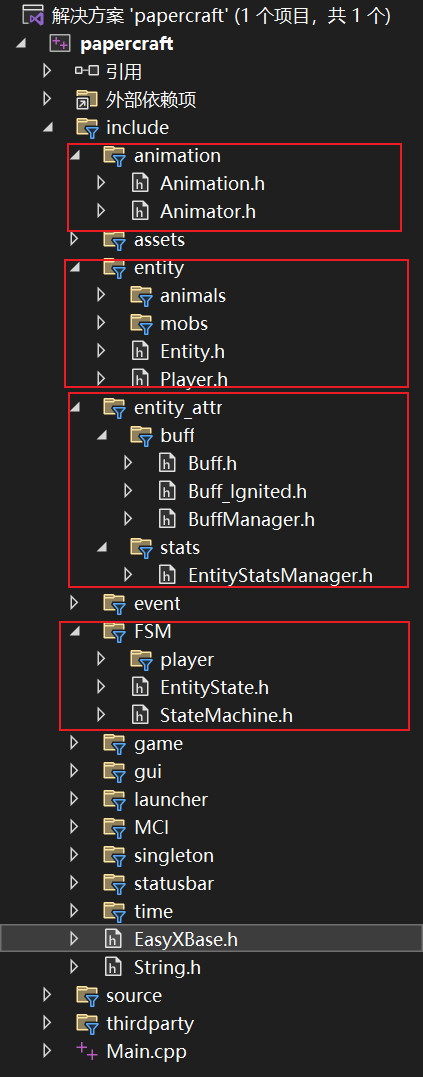 解决方案 'papercraft' (1 个项目，共 1 个)
papercraft
引用
外部依赖项
include
animation
Animation.h
Animator.h
assets
entity
animals
mobs
Entity.h
Player.h
entity_attr
buff
Buff.h
Buff_Ignited.h
BuffManager.h
stats
EntityStatsManager.h
event
FSM
player
EntityState.h
StateMachine.h
game
gui
launcher
MCI
singleton
statusbar
time
EasyXBase.h
String.h
source
thirdparty
Main.cpp